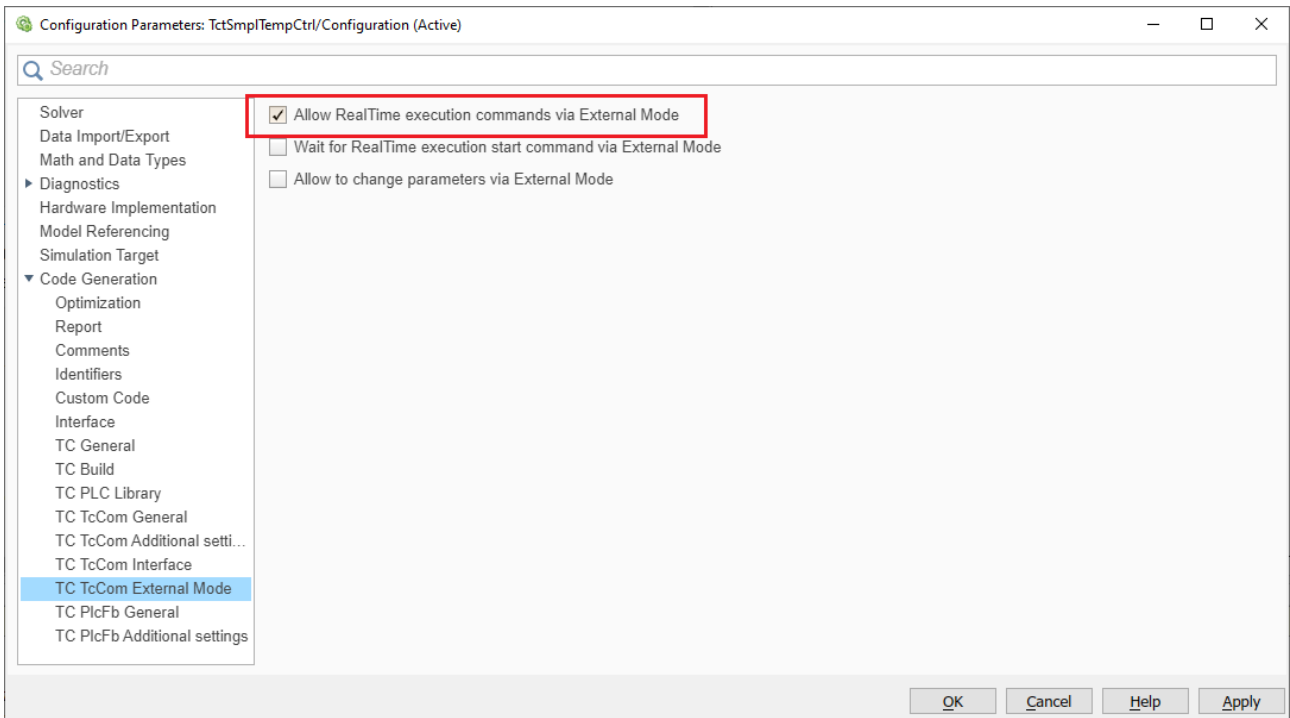 Configuration Parameters: TctSmplTempCtrl/Configuration (Active)
Search
Solver
Data Import/Export
Math and Data Types
Diagnostics
Hardware Implementation
Model Referencing
Simulation Target
Code Generation
Optimization
Report
Comments
Identifiers
Custom Code
Interface
TC General
TC Build
TC PLC Library
TC TcCom General
TC TcCom Additional setti...
TC TcCom Interface
TC TcCom External Mode
TC PlcFb General
TC PlcFb Additional settings
Allow RealTime execution commands via External Mode
Wait for RealTime execution start command via External Mode
Allow to change parameters via External Mode
OK Cancel Help Apply